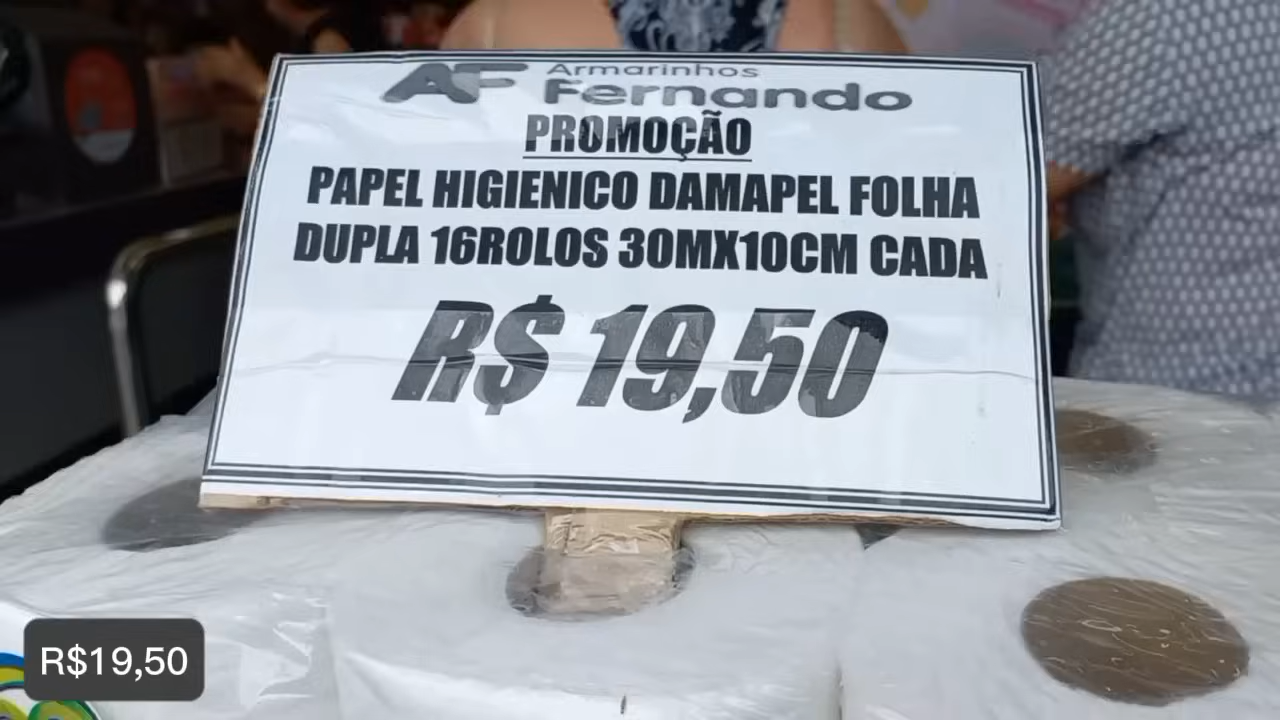 AF Armarinhos
Fernando
PROMOÇÃO
PAPEL HIGIENICO DAMAPEL FOLHA
DUPLA 16ROLOS 30MX10CM CADA
R$ 19,50
R$19,50